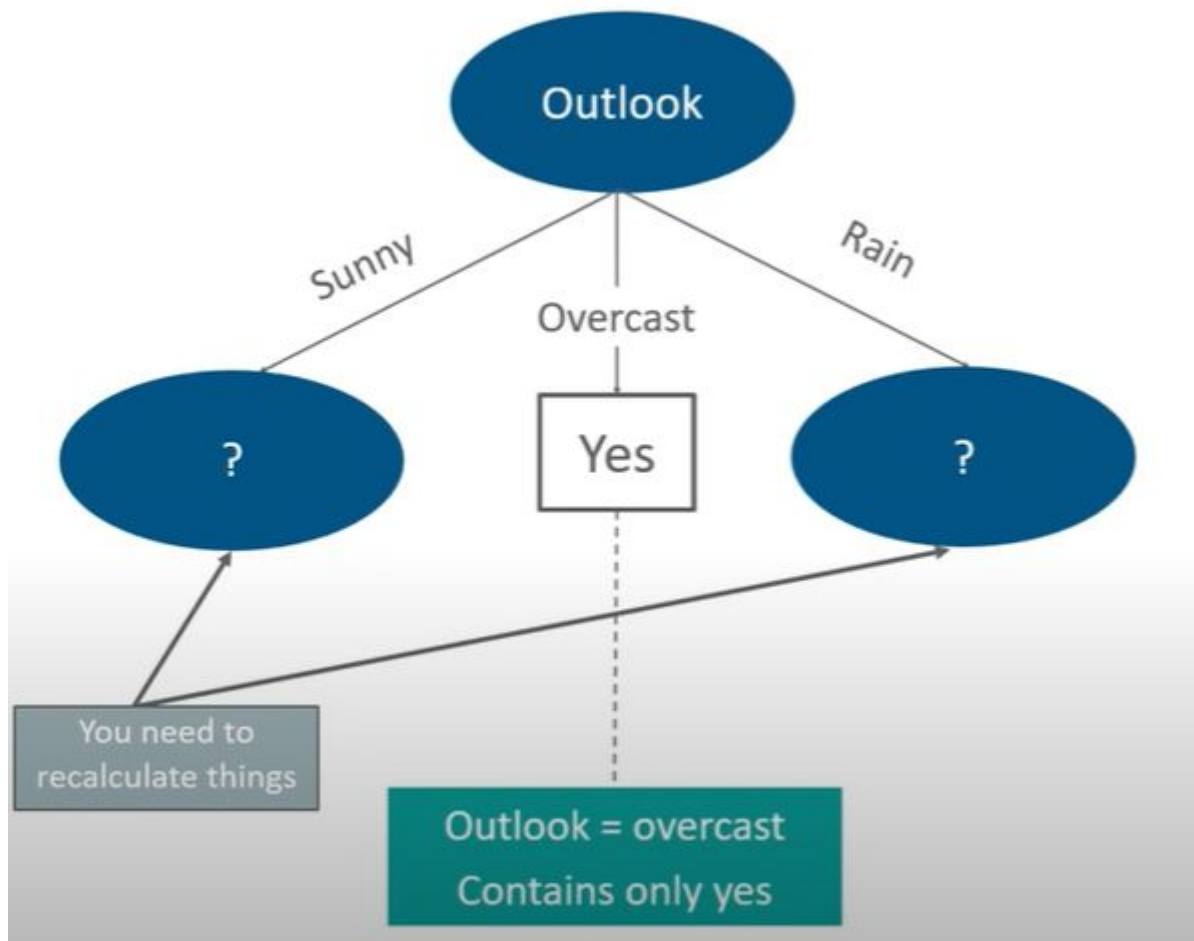 Outlook
Sunny
Rain
Overcast
?
Yes
?
You need to
recalculate things
Outlook = overcast
Contains only yes